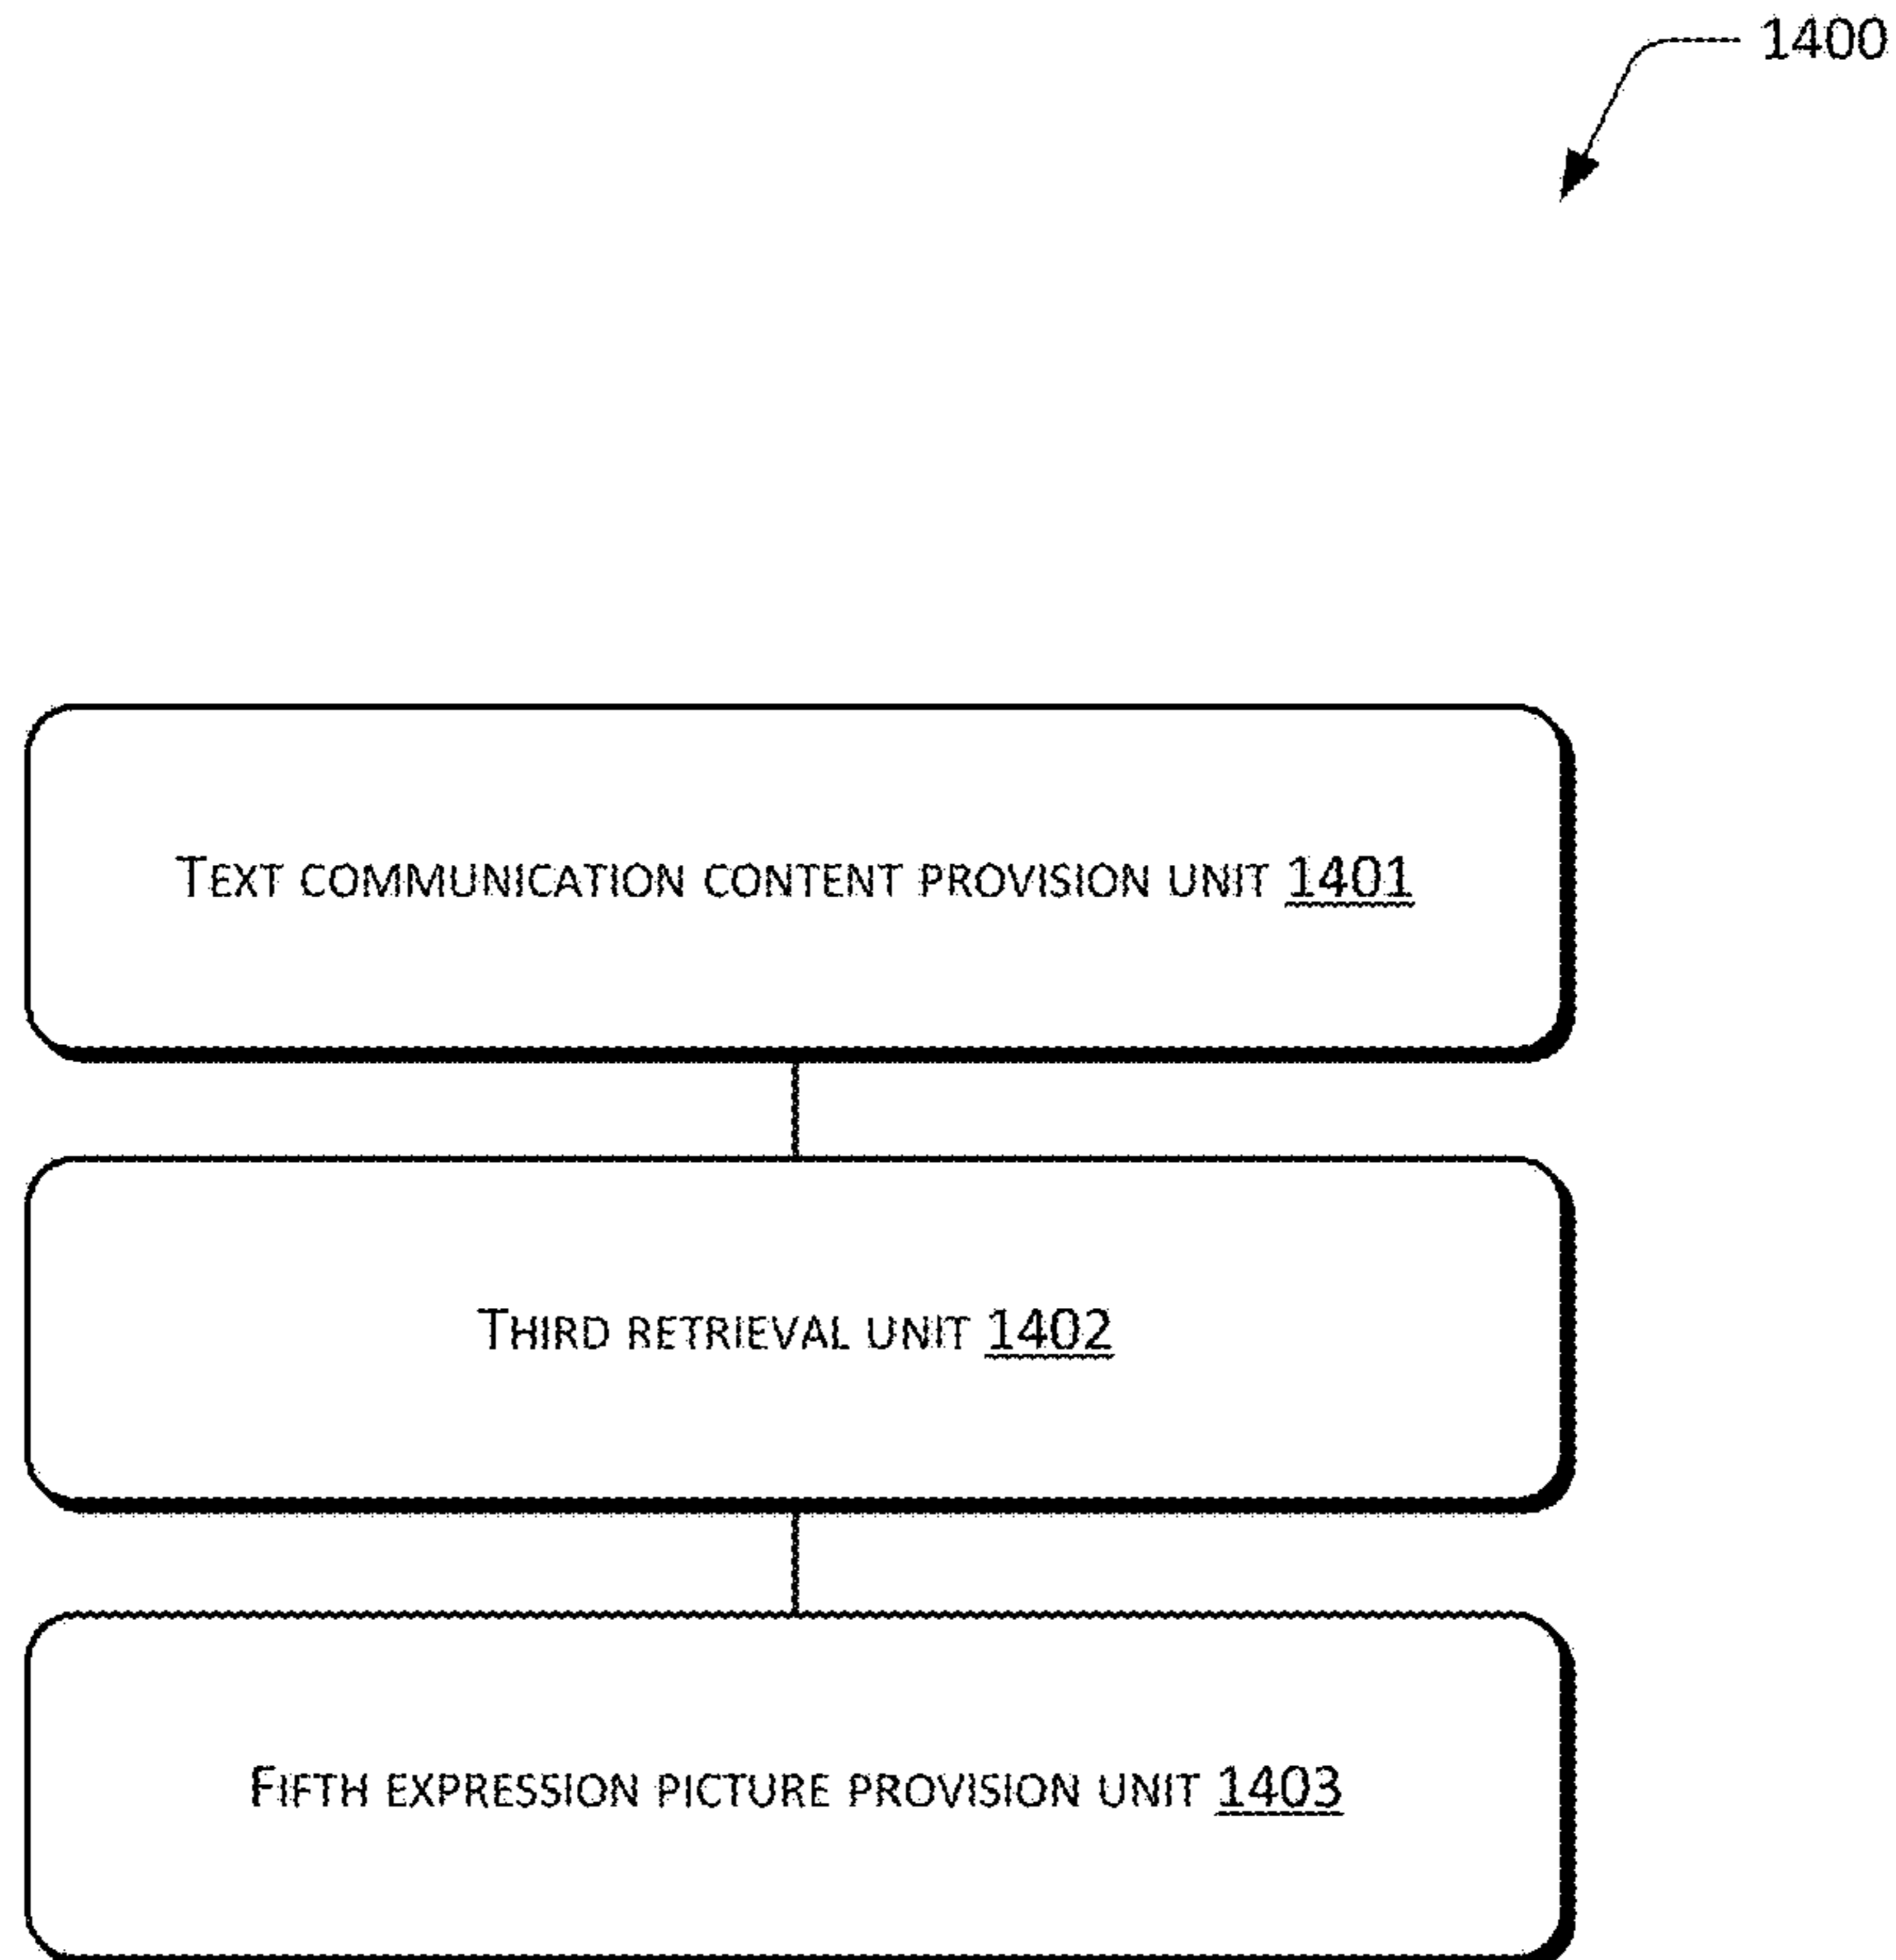 1400
Text communication content provision unit 1401
Third retrieval unit 1402
Fifth expression picture provision unit 1403